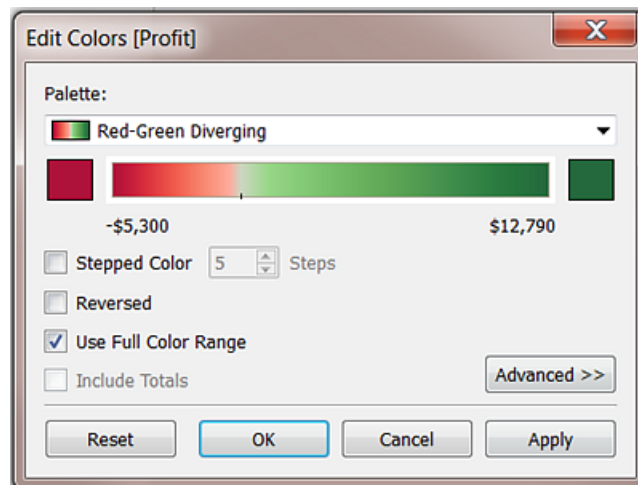 Edit Colors [Profit]
Palette:
Red-Green Diverging
-$5,300 $12,790
Stepped Color 5 Steps
Reversed
Use Full Color Range
Include Totals Advanced >>
Reset OK Cancel Apply